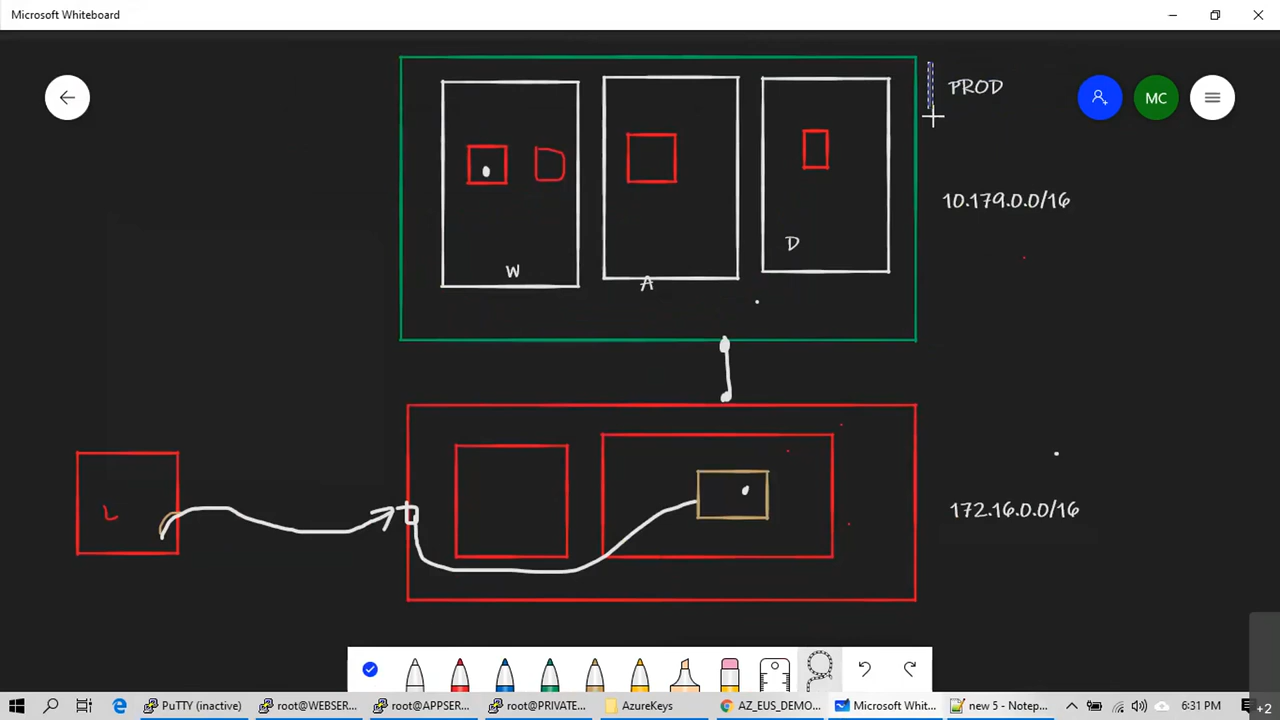 Microsoft Whiteboard
PROD
MC
10.179.0.0/16
W
A
D
L
172.16.0.0/16
PuTTY (inactive)
root@WEBSER...
root@APPSER...
root@PRIVATE...
AzureKeys
AZ_EUS_DEMO...
Microsoft Whit...
new 5 - Notep...
6:31 PM
+2